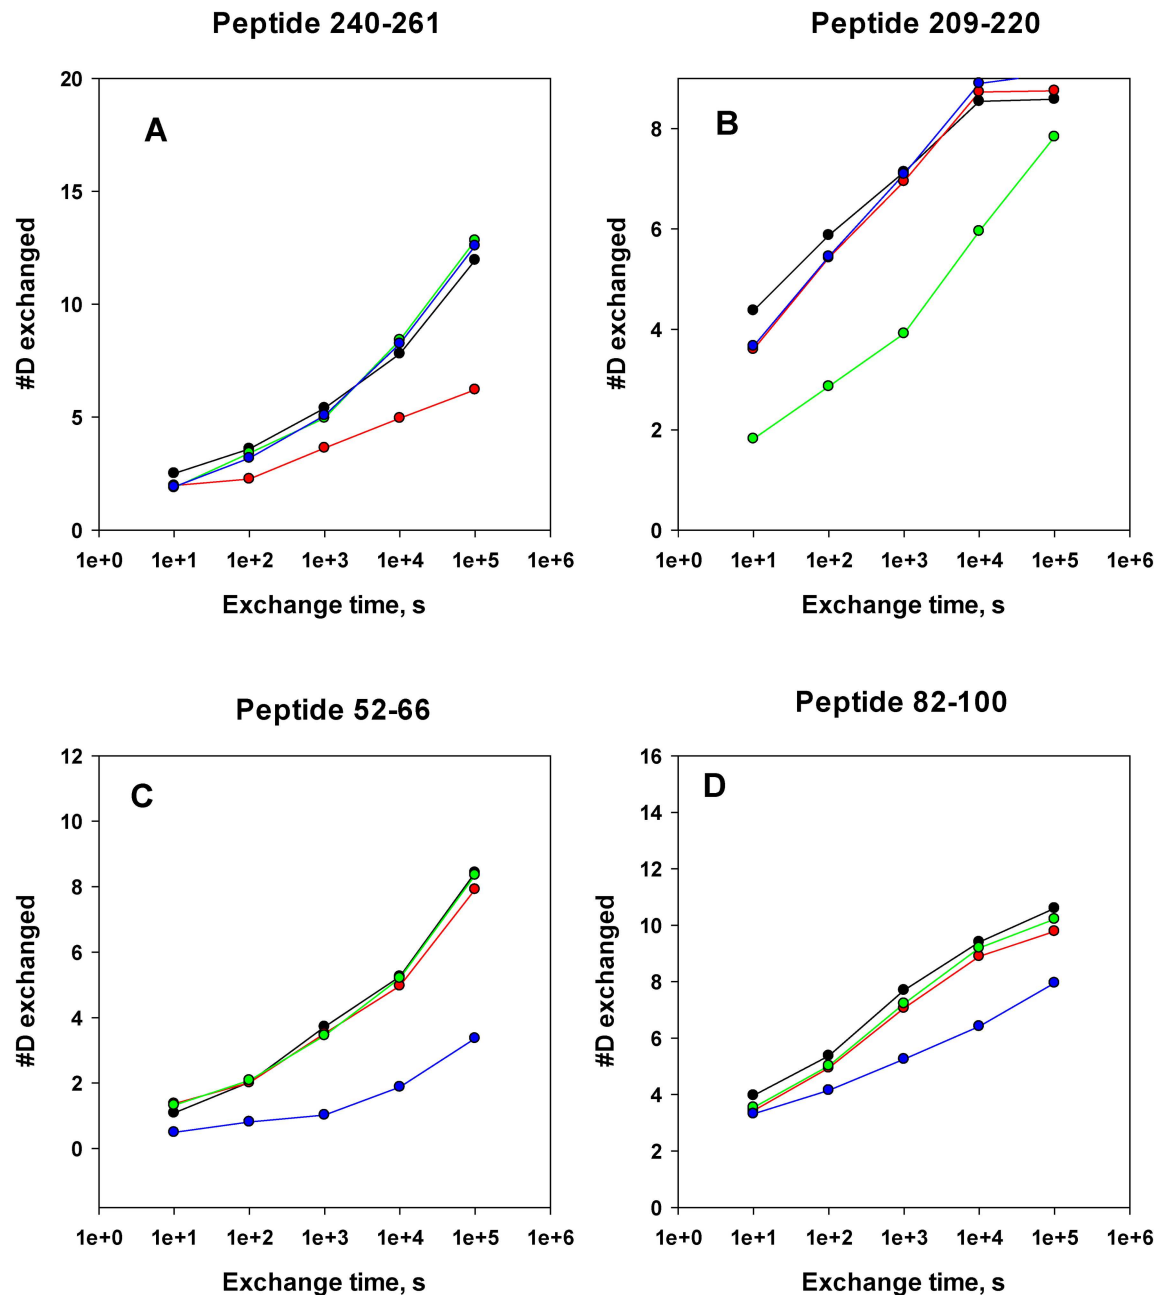 Peptide 240-261
Peptide 209-220
A
#D exchanged
20
15
10
5
0
1e+0 1e+1 1e+2 1e+3 1e+4 1e+5 1e+6
Exchange time, s
B
#D exchanged
8
6
4
2
0
1e+0 1e+1 1e+2 1e+3 1e+4 1e+5 1e+6
Exchange time, s
Peptide 52-66
Peptide 82-100
C
#D exchanged
12
10
8
6
4
2
0
1e+0 1e+1 1e+2 1e+3 1e+4 1e+5 1e+6
Exchange time, s
D
#D exchanged
16
14
12
10
8
6
4
2
0
1e+0 1e+1 1e+2 1e+3 1e+4 1e+5 1e+6
Exchange time, s